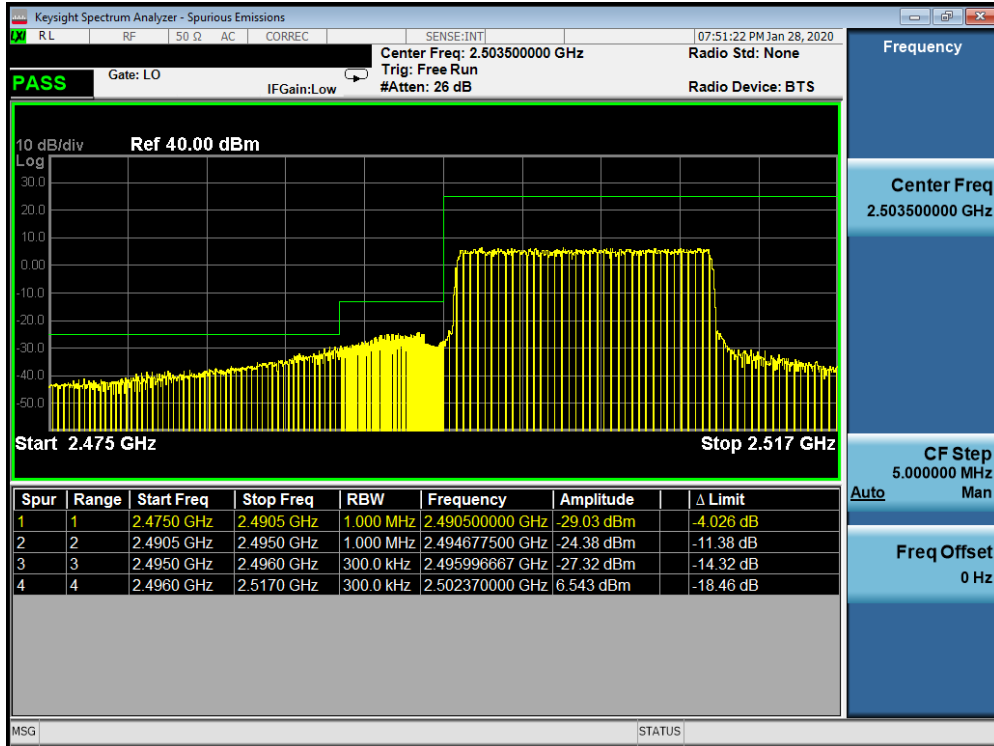 Keysight Spectrum Analyzer - Spurious Emissions
LXI RL RF 50 Ω AC CORREC SENSE:INT 07:51:22 PM Jan 28, 2020
Center Freq: 2.503500000 GHz Radio Std: None
PASS Gate: LO Trig: Free Run
IFGain:Low #Atten: 26 dB Radio Device: BTS
Frequency
10 dB/div Ref 40.00 dBm
Log
30.0
20.0
10.0
0.00
-10.0
-20.0
-30.0
-40.0
-50.0
Start 2.475 GHz Stop 2.517 GHz
Center Freq
2.503500000 GHz
CF Step
5.000000 MHz
Auto Man
Freq Offset
0 Hz
Spur Range Start Freq Stop Freq RBW Frequency Amplitude Δ Limit
1 1 2.4750 GHz 2.4905 GHz 1.000 MHz 2.490500000 GHz -29.03 dBm -4.026 dB
2 2 2.4905 GHz 2.4950 GHz 1.000 MHz 2.494677500 GHz -24.38 dBm -11.38 dB
3 3 2.4950 GHz 2.4960 GHz 300.0 kHz 2.495996667 GHz -27.32 dBm -14.32 dB
4 4 2.4960 GHz 2.5170 GHz 300.0 kHz 2.502370000 GHz 6.543 dBm -18.46 dB
MSG STATUS